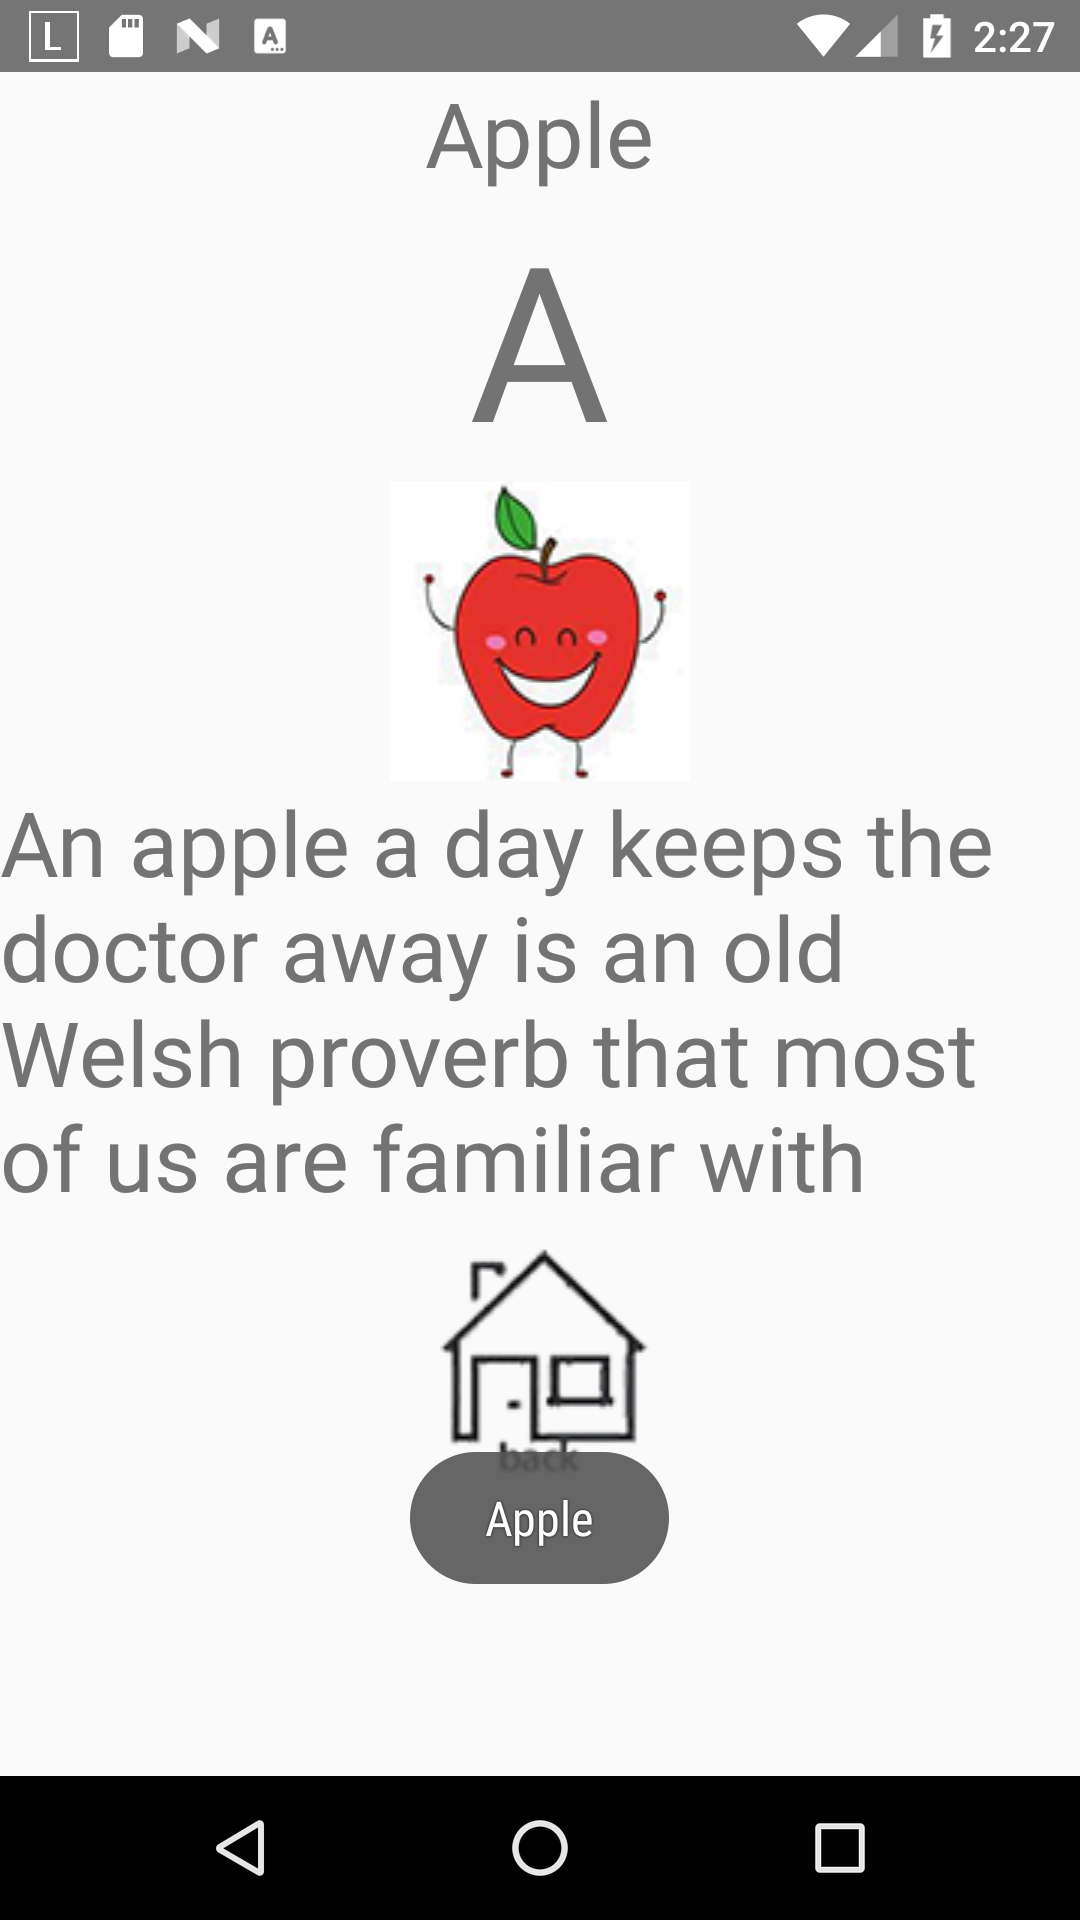 L A 2:27
Apple
A
An apple a day keeps the
doctor away is an old
Welsh proverb that most
of us are familiar with
back
Apple